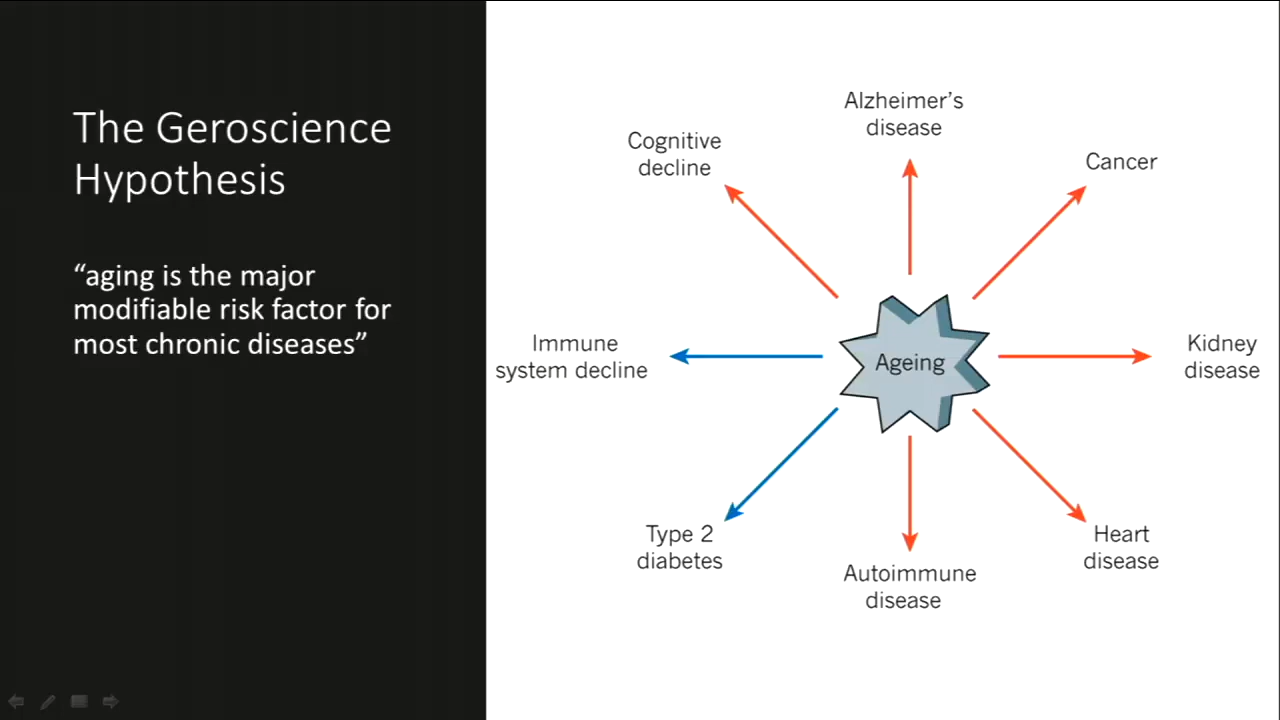 The Geroscience
Hypothesis
“aging is the major
modifiable risk factor for
most chronic diseases”
Alzheimer’s
disease
Cognitive
decline
Cancer
Immune
system decline
Ageing
Kidney
disease
Type 2
diabetes
Heart
disease
Autoimmune
disease